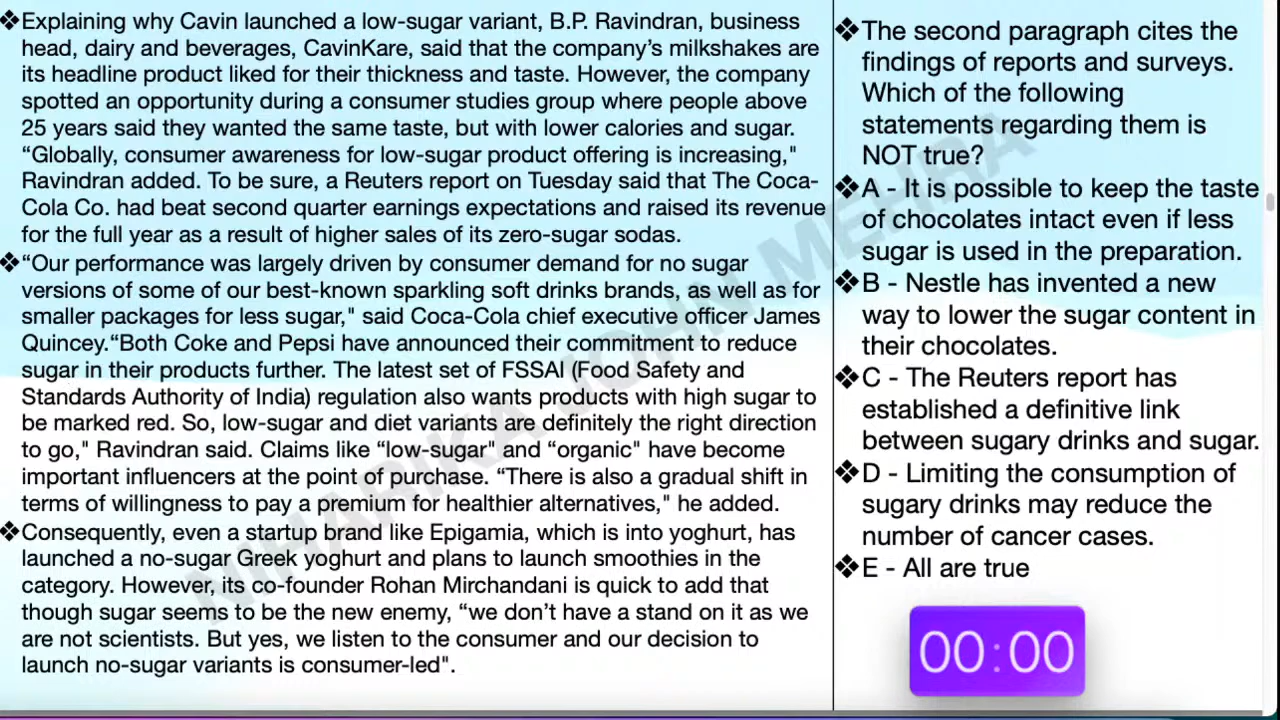 ❖Explaining why Cavin launched a low-sugar variant, B.P. Ravindran, business
head, dairy and beverages, CavinKare, said that the company’s milkshakes are
its headline product liked for their thickness and taste. However, the company
spotted an opportunity during a consumer studies group where people above
25 years said they wanted the same taste, but with lower calories and sugar.
“Globally, consumer awareness for low-sugar product offering is increasing,"
Ravindran added. To be sure, a Reuters report on Tuesday said that The Coca-
Cola Co. had beat second quarter earnings expectations and raised its revenue
for the full year as a result of higher sales of its zero-sugar sodas.
❖“Our performance was largely driven by consumer demand for no sugar
versions of some of our best-known sparkling soft drinks brands, as well as for
smaller packages for less sugar," said Coca-Cola chief executive officer James
Quincey.“Both Coke and Pepsi have announced their commitment to reduce
sugar in their products further. The latest set of FSSAI (Food Safety and
Standards Authority of India) regulation also wants products with high sugar to
be marked red. So, low-sugar and diet variants are definitely the right direction
to go," Ravindran said. Claims like “low-sugar" and “organic" have become
important influencers at the point of purchase. “There is also a gradual shift in
terms of willingness to pay a premium for healthier alternatives," he added.
❖Consequently, even a startup brand like Epigamia, which is into yoghurt, has
launched a no-sugar Greek yoghurt and plans to launch smoothies in the
category. However, its co-founder Rohan Mirchandani is quick to add that
though sugar seems to be the new enemy, “we don’t have a stand on it as we
are not scientists. But yes, we listen to the consumer and our decision to
launch no-sugar variants is consumer-led".
❖The second paragraph cites the
findings of reports and surveys.
Which of the following
statements regarding them is
NOT true?
❖A - It is possible to keep the taste
of chocolates intact even if less
sugar is used in the preparation.
❖B - Nestle has invented a new
way to lower the sugar content in
their chocolates.
❖C - The Reuters report has
established a definitive link
between sugary drinks and sugar.
❖D - Limiting the consumption of
sugary drinks may reduce the
number of cancer cases.
❖E - All are true
00:00
NIHARIKA JOHN MEHRA